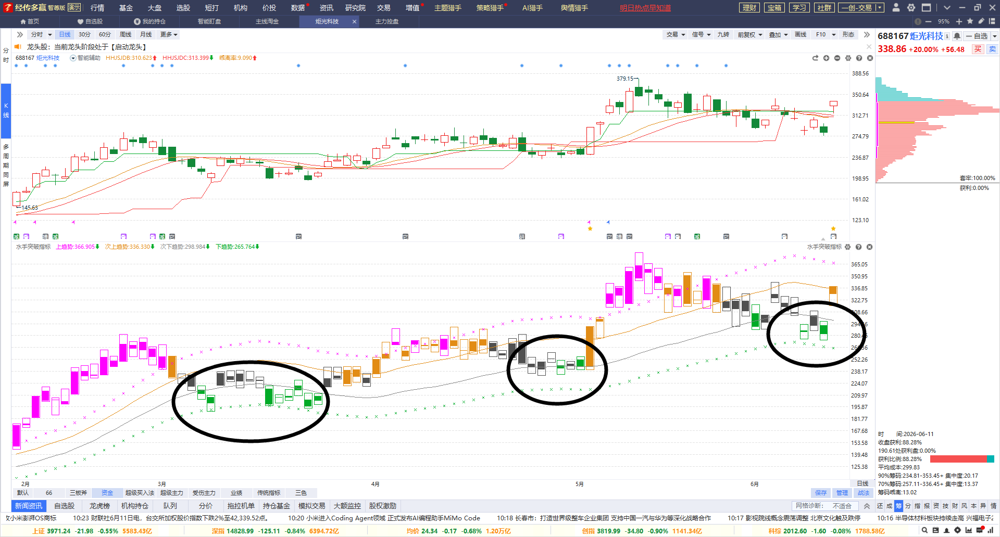 经传多赢 智尊版 演示 行情 基金 大盘 选股 短打 机构 价投 数据 资讯 研究院 交易 增值 主题猎手 策略猎手 AI猎手 舆情猎手 明日热点早知道 理财 宝箱 学习 社群 一创-交易
首页 自选股 我的持仓 智能盯盘 主线淘金 炬光科技 主力控盘 95%
分时 日线 30分 60分 周线 月线 更多 交易 信号 九转 前复权 叠加 画线 F10 形态
688167 炬光科技 自选
338.86 +20.00% +56.48 买 卖
分时
K线
多周期同屏
龙头股：当前龙头阶段处于【启动龙头】
688167 炬光科技 智能辅助 HHJSJDB:310.623 HHJSJDC:313.399 乖离率:9.090
388.56
350.64
312.71
274.79
236.87
198.95
161.02
123.10
379.15
145.63
套牢:100.00%
获利:0.00%
水手突破指标 上趋势:366.905 次上趋势:336.330 次下趋势:298.984 下趋势:265.764 水手突破指标
365.05
350.95
336.85
322.75
308.66
280.45
252.26
238.17
224.07
209.97
195.87
181.77
167.68
153.58
139.48
125.38
时 间:2026-06-11
收盘获利:88.28%
190.61处获利盘:0.00%
获利比例:88.28%
平均成本:299.83
90%筹码:234.81-353.45+ 集中度:20.17
70%筹码:257.11-336.45+ 集中度:13.37
筹码乖离:13.02
2月 3月 4月 5月 6月 日线
默认 66 三板斧 资金 超级买入法 超级主力 受伤主力 业绩 传统指标 三色 保存 管理 战法
新闻资讯 自选股 龙虎榜 机构持仓 队列 分价 拖拉机单 持仓基金 模拟交易 大额监控 股权激励 网格诊断： 不适合
还 成 筹 分 指 报 资 技 财 风 本 异 情
小米澎湃OS商标 10:23 财联社6月11日电，台交所加权股价指数下跌2%至42,339.52点。 10:20 小米进入Coding Agent领域 正式发布AI编程助手MiMo Code 10:18 长春市：打造世界级整车企业集团 支持中国一汽与华为等深化战略合作 10:17 影视院线概念震荡调整 北京文化触及跌停 10:16 半导体材料板块持续走高 兴福电子2
上证 3971.24 -21.98 -0.55% 5583.43亿 深指 14828.99 -125.11 -0.84% 6394.72亿 均价 24.34 -0.17 -0.68% 1.20万亿 创指 3819.99 -34.80 -0.90% 1141.34亿 科综 2012.60 -1.60 -0.08% 1788.58亿